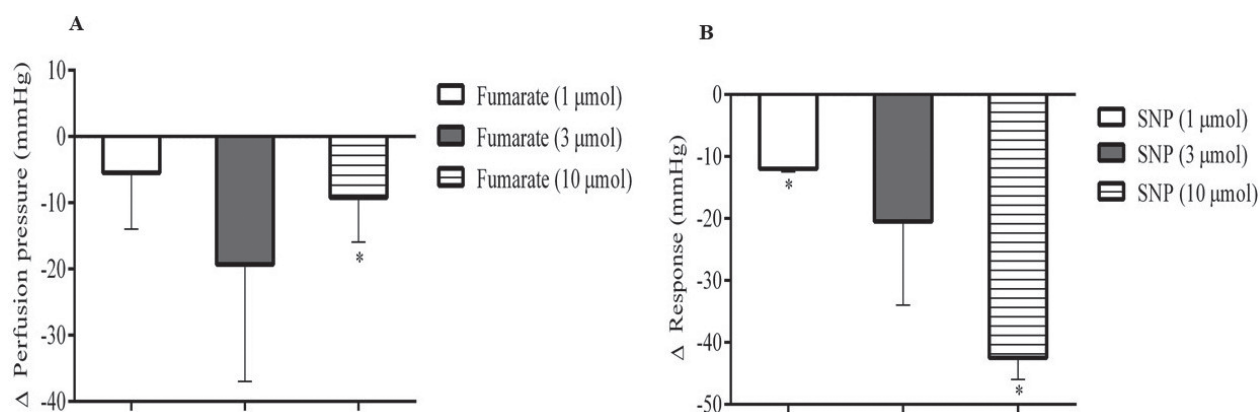 A
Δ Perfusion pressure (mmHg)
10
0
-10
-20
-30
-40
*
Fumarate (1 μmol)
Fumarate (3 μmol)
Fumarate (10 μmol)
B
Δ Response (mmHg)
0
-10
-20
-30
-40
-50
*
*
SNP (1 μmol)
SNP (3 μmol)
SNP (10 μmol)